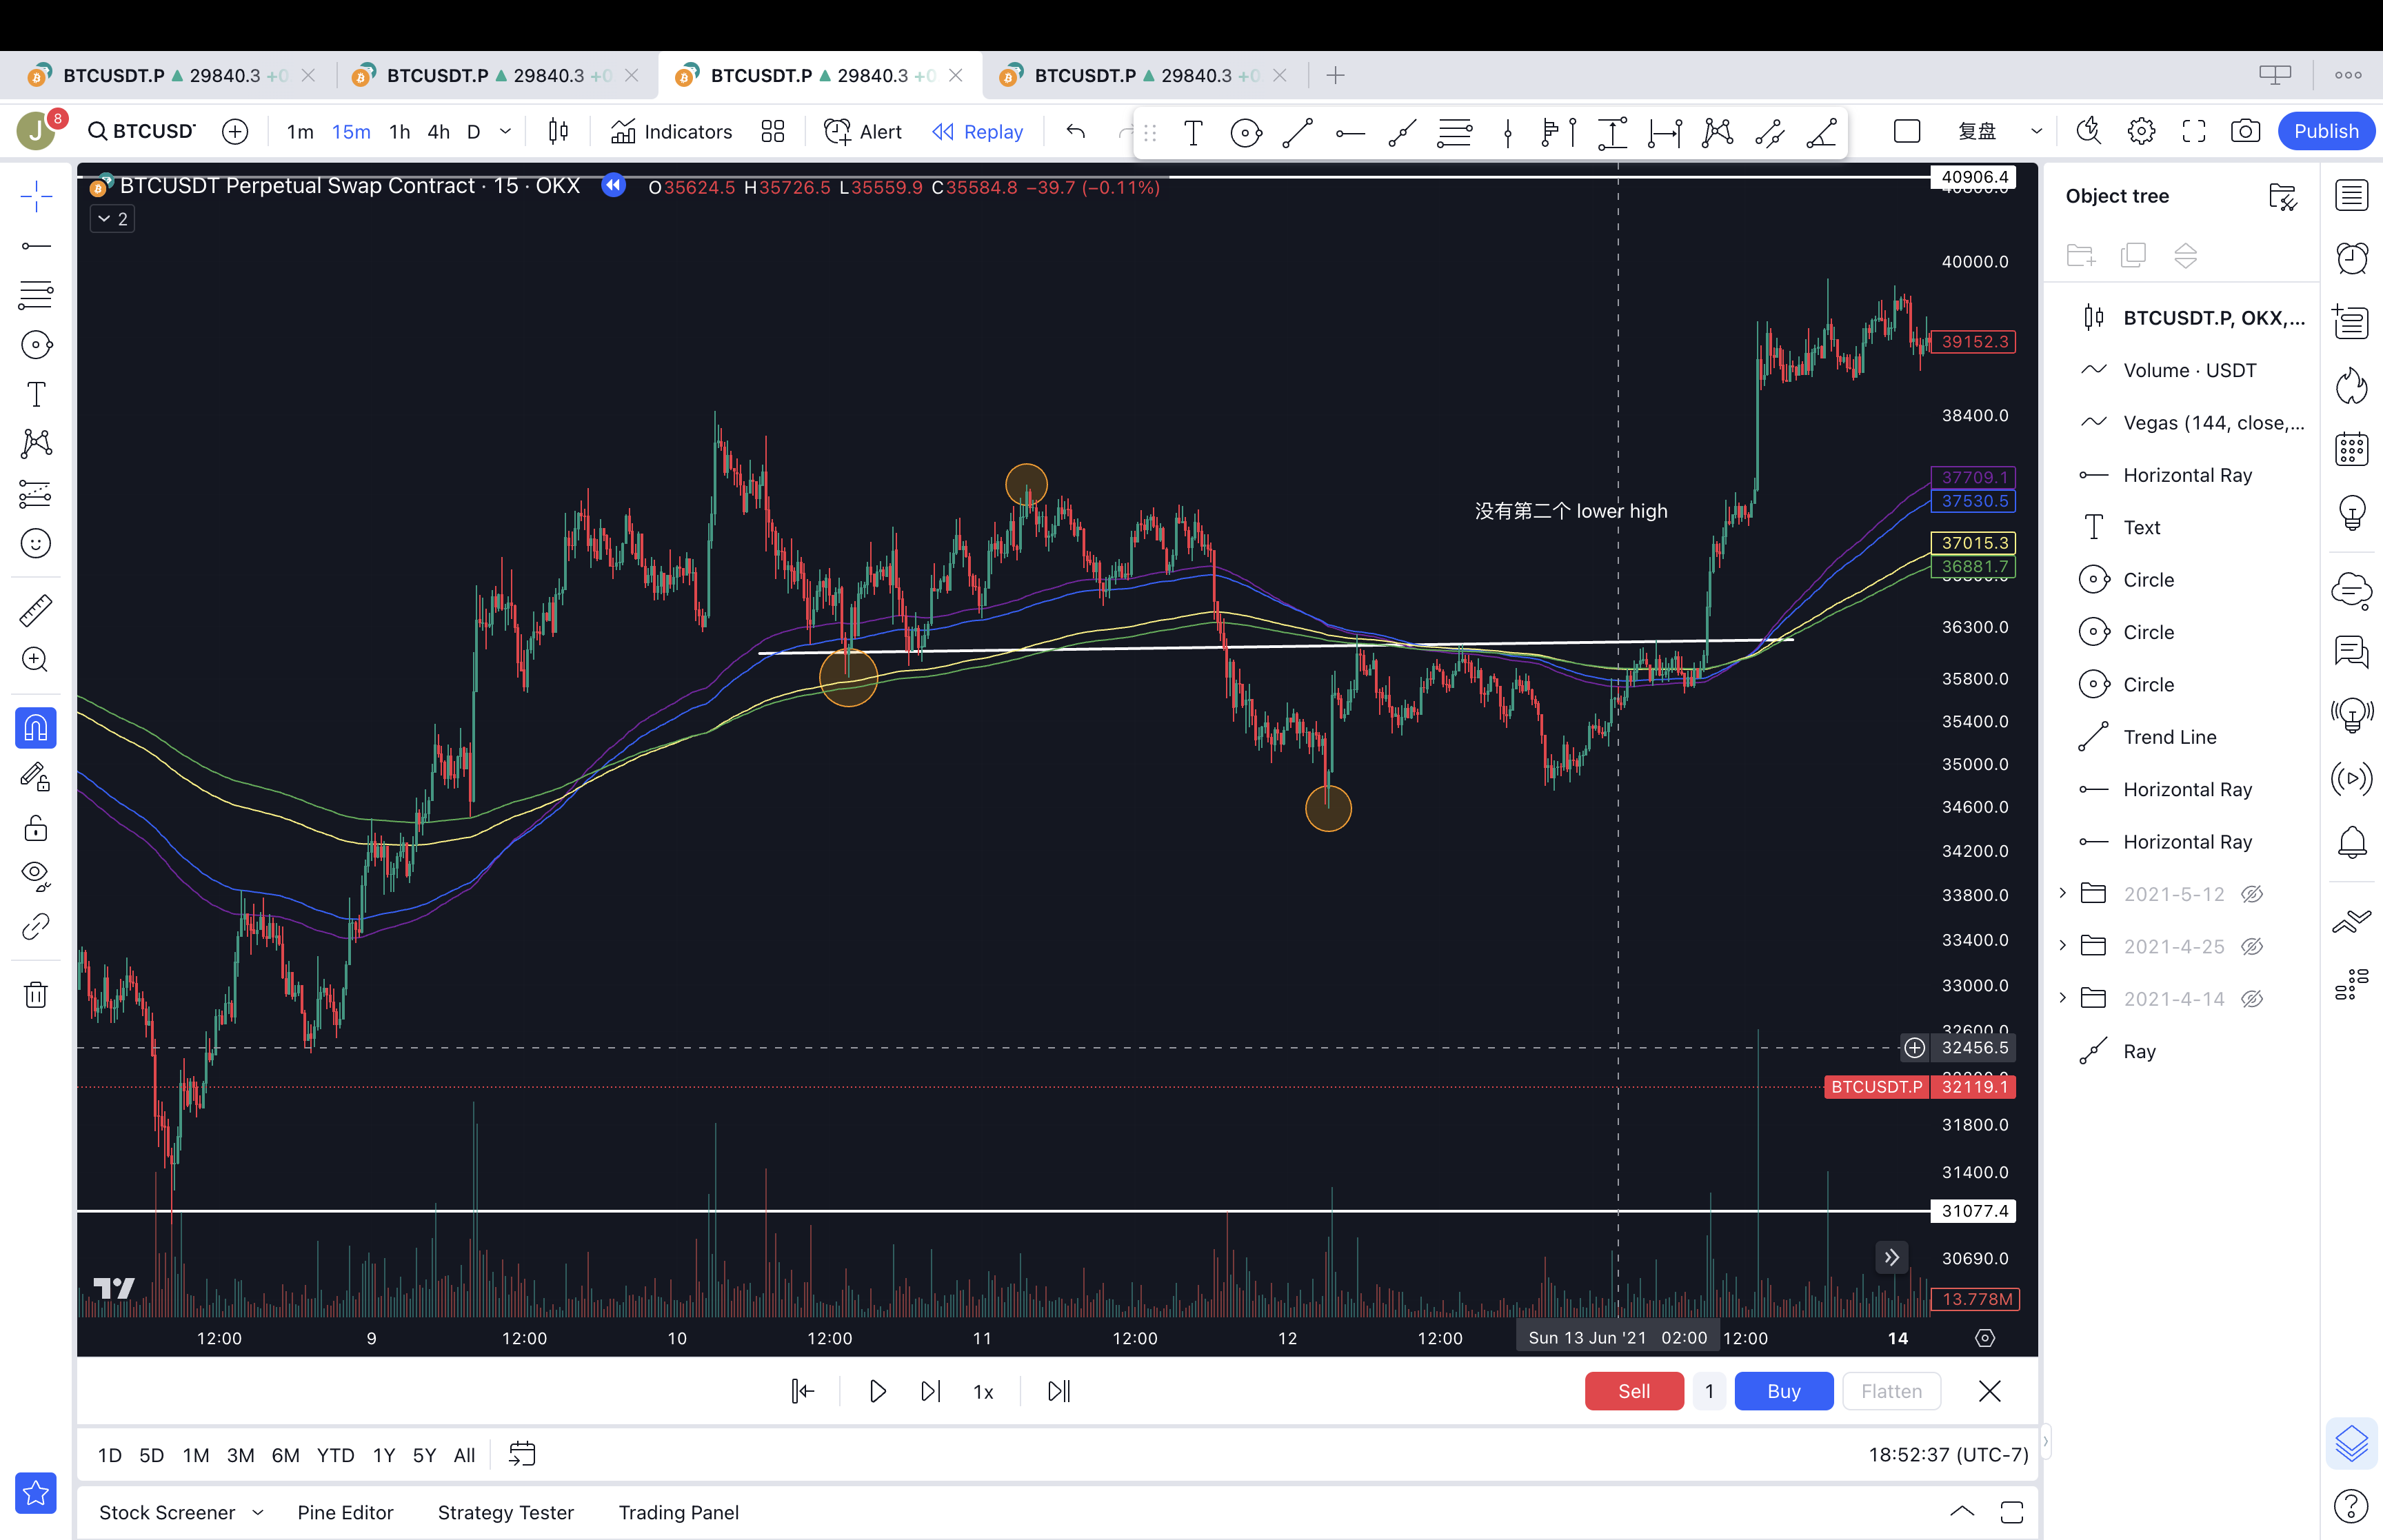 BTCUSDT.P ▲ 29840.3 +0
BTCUSDT.P ▲ 29840.3 +0
BTCUSDT.P ▲ 29840.3 +0
BTCUSDT.P ▲ 29840.3 +0
J 8 BTCUSD 1m 15m 1h 4h D Indicators Alert Replay 复盘 Publish
BTCUSDT Perpetual Swap Contract · 15 · OKX O35624.5 H35726.5 L35559.9 C35584.8 −39.7 (−0.11%)
2
没有第二个 lower high
40906.4
40000.0
39152.3
38400.0
37709.1
37530.5
37015.3
36881.7
36300.0
35800.0
35400.0
35000.0
34600.0
34200.0
33800.0
33400.0
33000.0
32600.0
32456.5
BTCUSDT.P 32119.1
31800.0
31400.0
31077.4
30690.0
13.778M
12:00 9 12:00 10 12:00 11 12:00 12 12:00 Sun 13 Jun '21 02:00 12:00 14
1x Sell 1 Buy Flatten
1D 5D 1M 3M 6M YTD 1Y 5Y All 18:52:37 (UTC-7)
Stock Screener Pine Editor Strategy Tester Trading Panel
Object tree
BTCUSDT.P, OKX,...
Volume · USDT
Vegas (144, close,...
Horizontal Ray
Text
Circle
Circle
Circle
Trend Line
Horizontal Ray
Horizontal Ray
2021-5-12
2021-4-25
2021-4-14
Ray